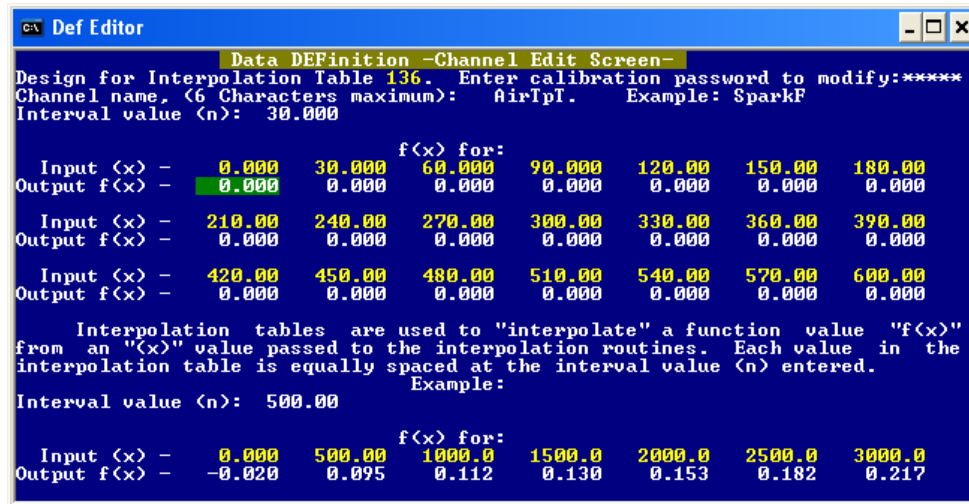 Def Editor
Data DEFinition -Channel Edit Screen-
Design for Interpolation Table 136. Enter calibration password to modify:*****
Channel name, (6 Characters maximum): AirTpT. Example: SparkF
Interval value (n): 30.000
f(x) for:
Input (x) - 0.000 30.000 60.000 90.000 120.00 150.00 180.00
Output f(x) - 0.000 0.000 0.000 0.000 0.000 0.000 0.000
Input (x) - 210.00 240.00 270.00 300.00 330.00 360.00 390.00
Output f(x) - 0.000 0.000 0.000 0.000 0.000 0.000 0.000
Input (x) - 420.00 450.00 480.00 510.00 540.00 570.00 600.00
Output f(x) - 0.000 0.000 0.000 0.000 0.000 0.000 0.000
Interpolation tables are used to "interpolate" a function value "f(x)"
from an "(x)" value passed to the interpolation routines. Each value in the
interpolation table is equally spaced at the interval value (n) entered.
Example:
Interval value (n): 500.00
f(x) for:
Input (x) - 0.000 500.00 1000.0 1500.0 2000.0 2500.0 3000.0
Output f(x) - -0.020 0.095 0.112 0.130 0.153 0.182 0.217